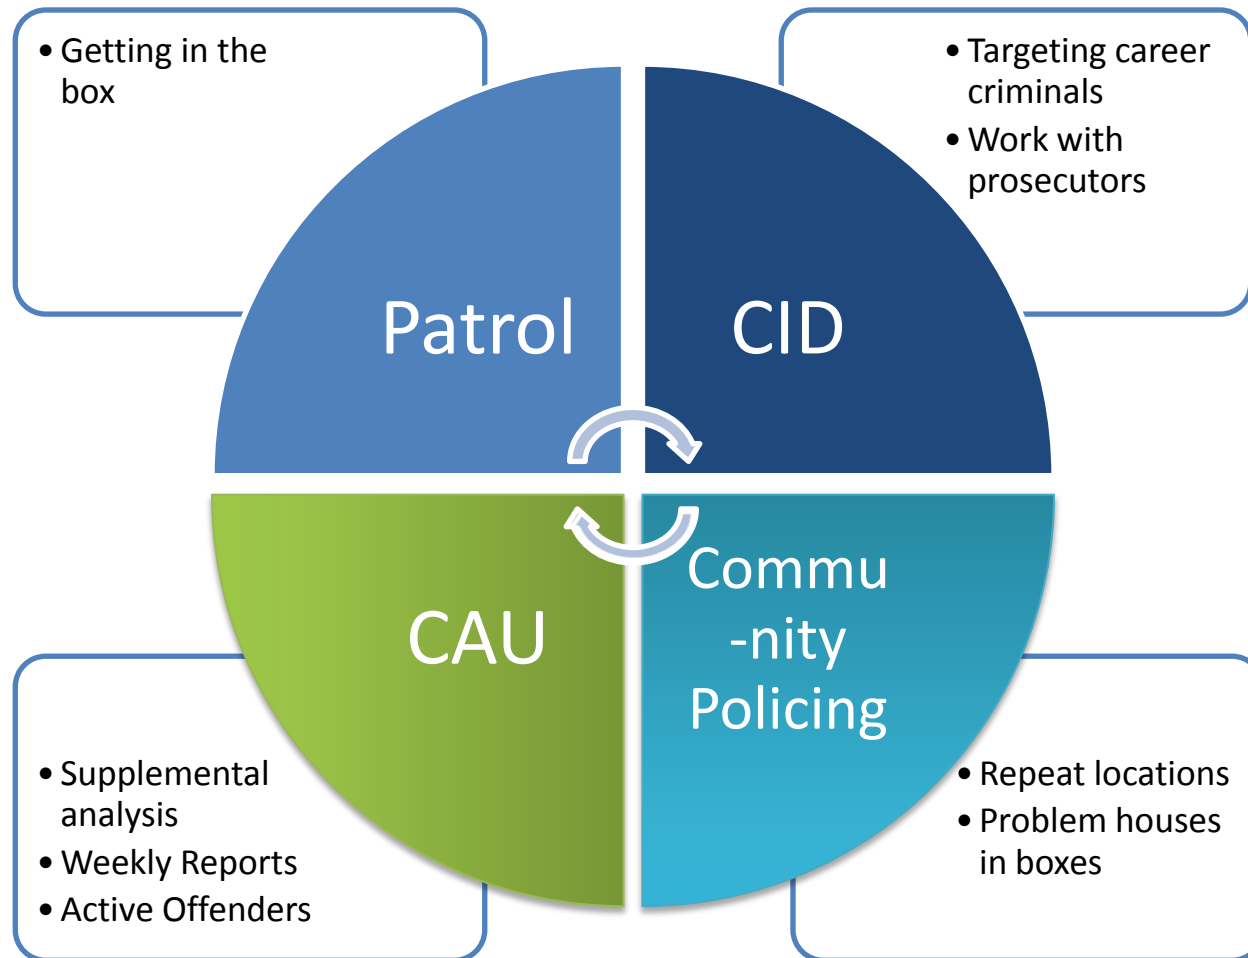 • Getting in the
box
• Targeting career
criminals
• Work with
prosecutors
Patrol
CID
CAU
Commu
-nity
Policing
• Supplemental
analysis
• Weekly Reports
• Active Offenders
• Repeat locations
• Problem houses
in boxes